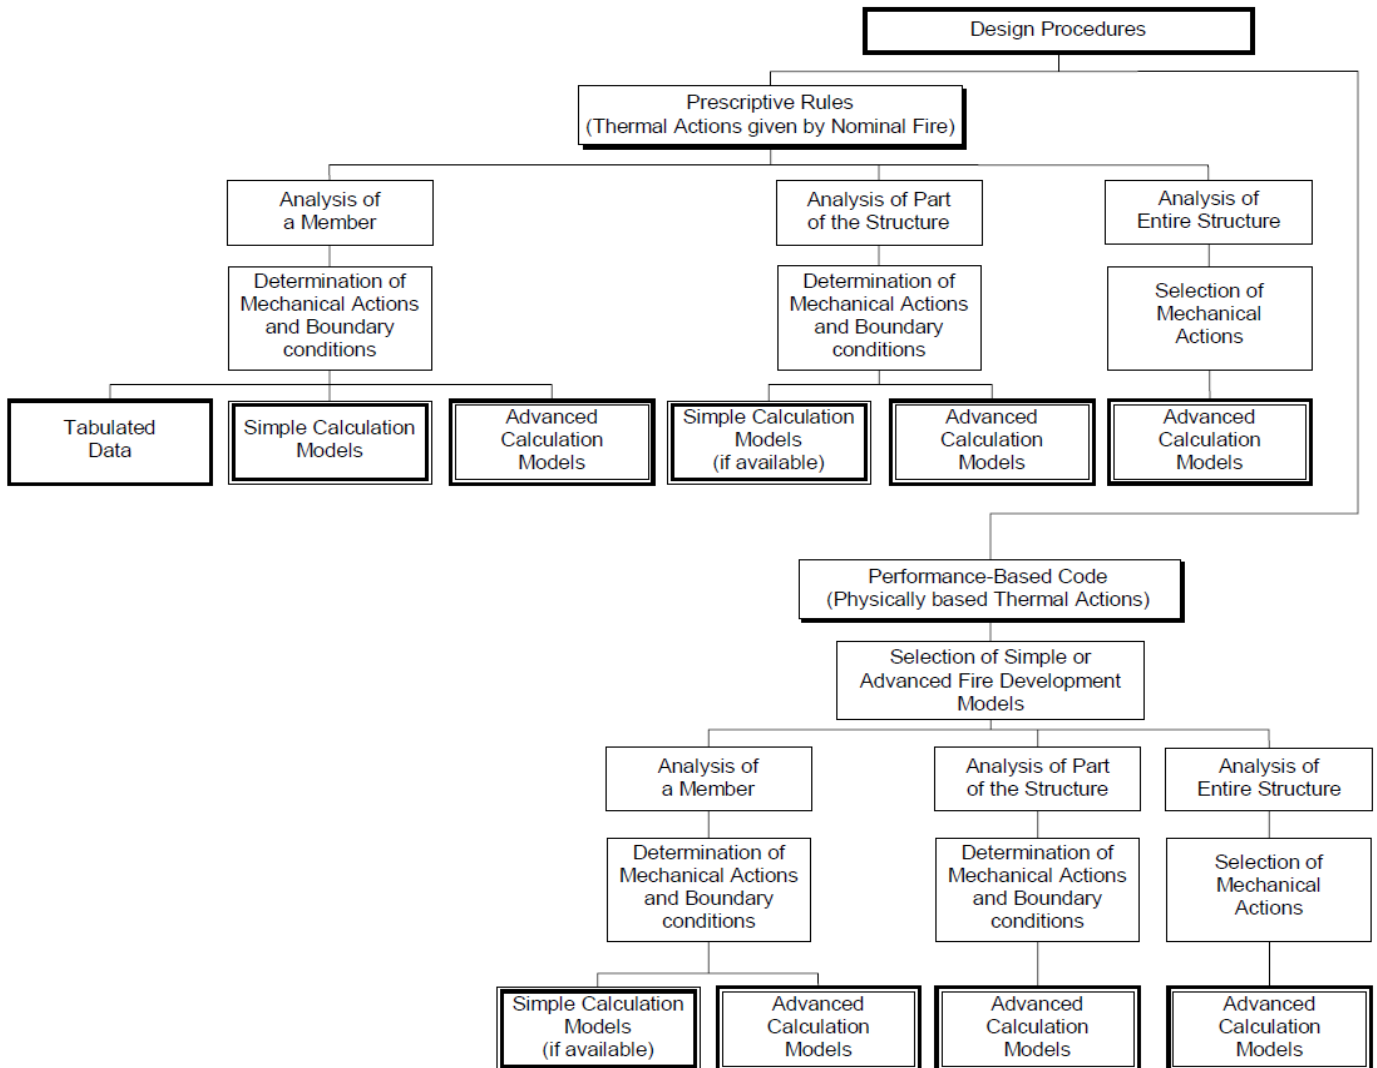 Design Procedures
Prescriptive Rules
(Thermal Actions given by Nominal Fire)
Analysis of
a Member
Analysis of Part
of the Structure
Analysis of
Entire Structure
Determination of
Mechanical Actions
and Boundary
conditions
Determination of
Mechanical Actions
and Boundary
conditions
Selection of
Mechanical
Actions
Tabulated
Data
Simple Calculation
Models
Advanced
Calculation
Models
Simple Calculation
Models
(if available)
Advanced
Calculation
Models
Advanced
Calculation
Models
Performance-Based Code
(Physically based Thermal Actions)
Selection of Simple or
Advanced Fire Development
Models
Analysis of
a Member
Analysis of Part
of the Structure
Analysis of
Entire Structure
Determination of
Mechanical Actions
and Boundary
conditions
Determination of
Mechanical Actions
and Boundary
conditions
Selection of
Mechanical
Actions
Simple Calculation
Models
(if available)
Advanced
Calculation
Models
Advanced
Calculation
Models
Advanced
Calculation
Models